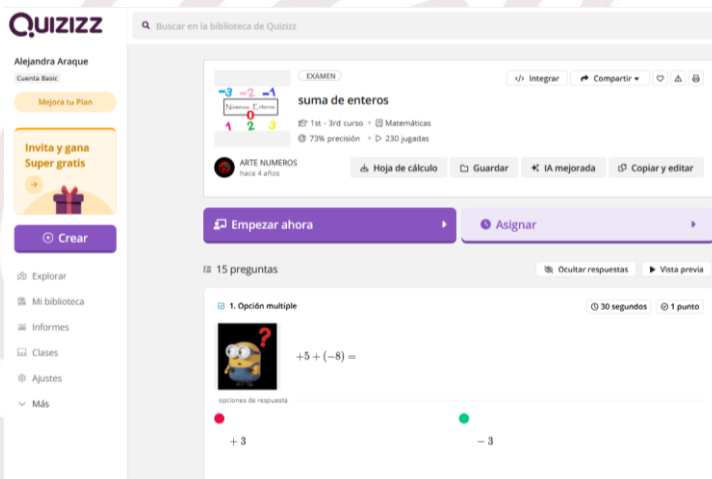 QUIZIZZ
Buscar en la biblioteca de Quizizz
Alejandra Araque
Cuenta Basic
Mejora tu Plan
Invita y gana
Super gratis
Crear
Explorar
Mi biblioteca
Informes
Clases
Ajustes
Más
-3 -2 -1
Números Enteros
0
1 2 3
EXAMEN
</> Integrar
Compartir
suma de enteros
1st - 3rd curso • Matemáticas
73% precisión • 230 jugadas
ARTE NUMEROS
hace 4 años
Hoja de cálculo
Guardar
IA mejorada
Copiar y editar
Empezar ahora
Asignar
15 preguntas
Ocultar respuestas
Vista previa
1. Opción multiple
30 segundos
1 punto
?
+5 + (−8) =
opciones de respuesta
+ 3
− 3